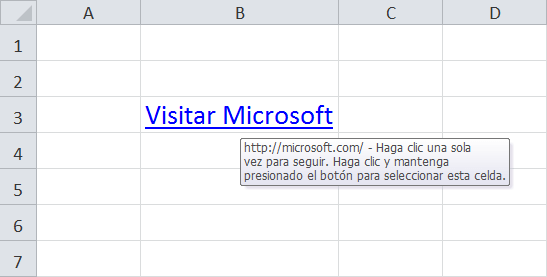 A B C D
1
2
3 Visitar Microsoft
4
http://microsoft.com/ - Haga clic una sola
vez para seguir. Haga clic y mantenga
presionado el botón para seleccionar esta celda.
5
6
7